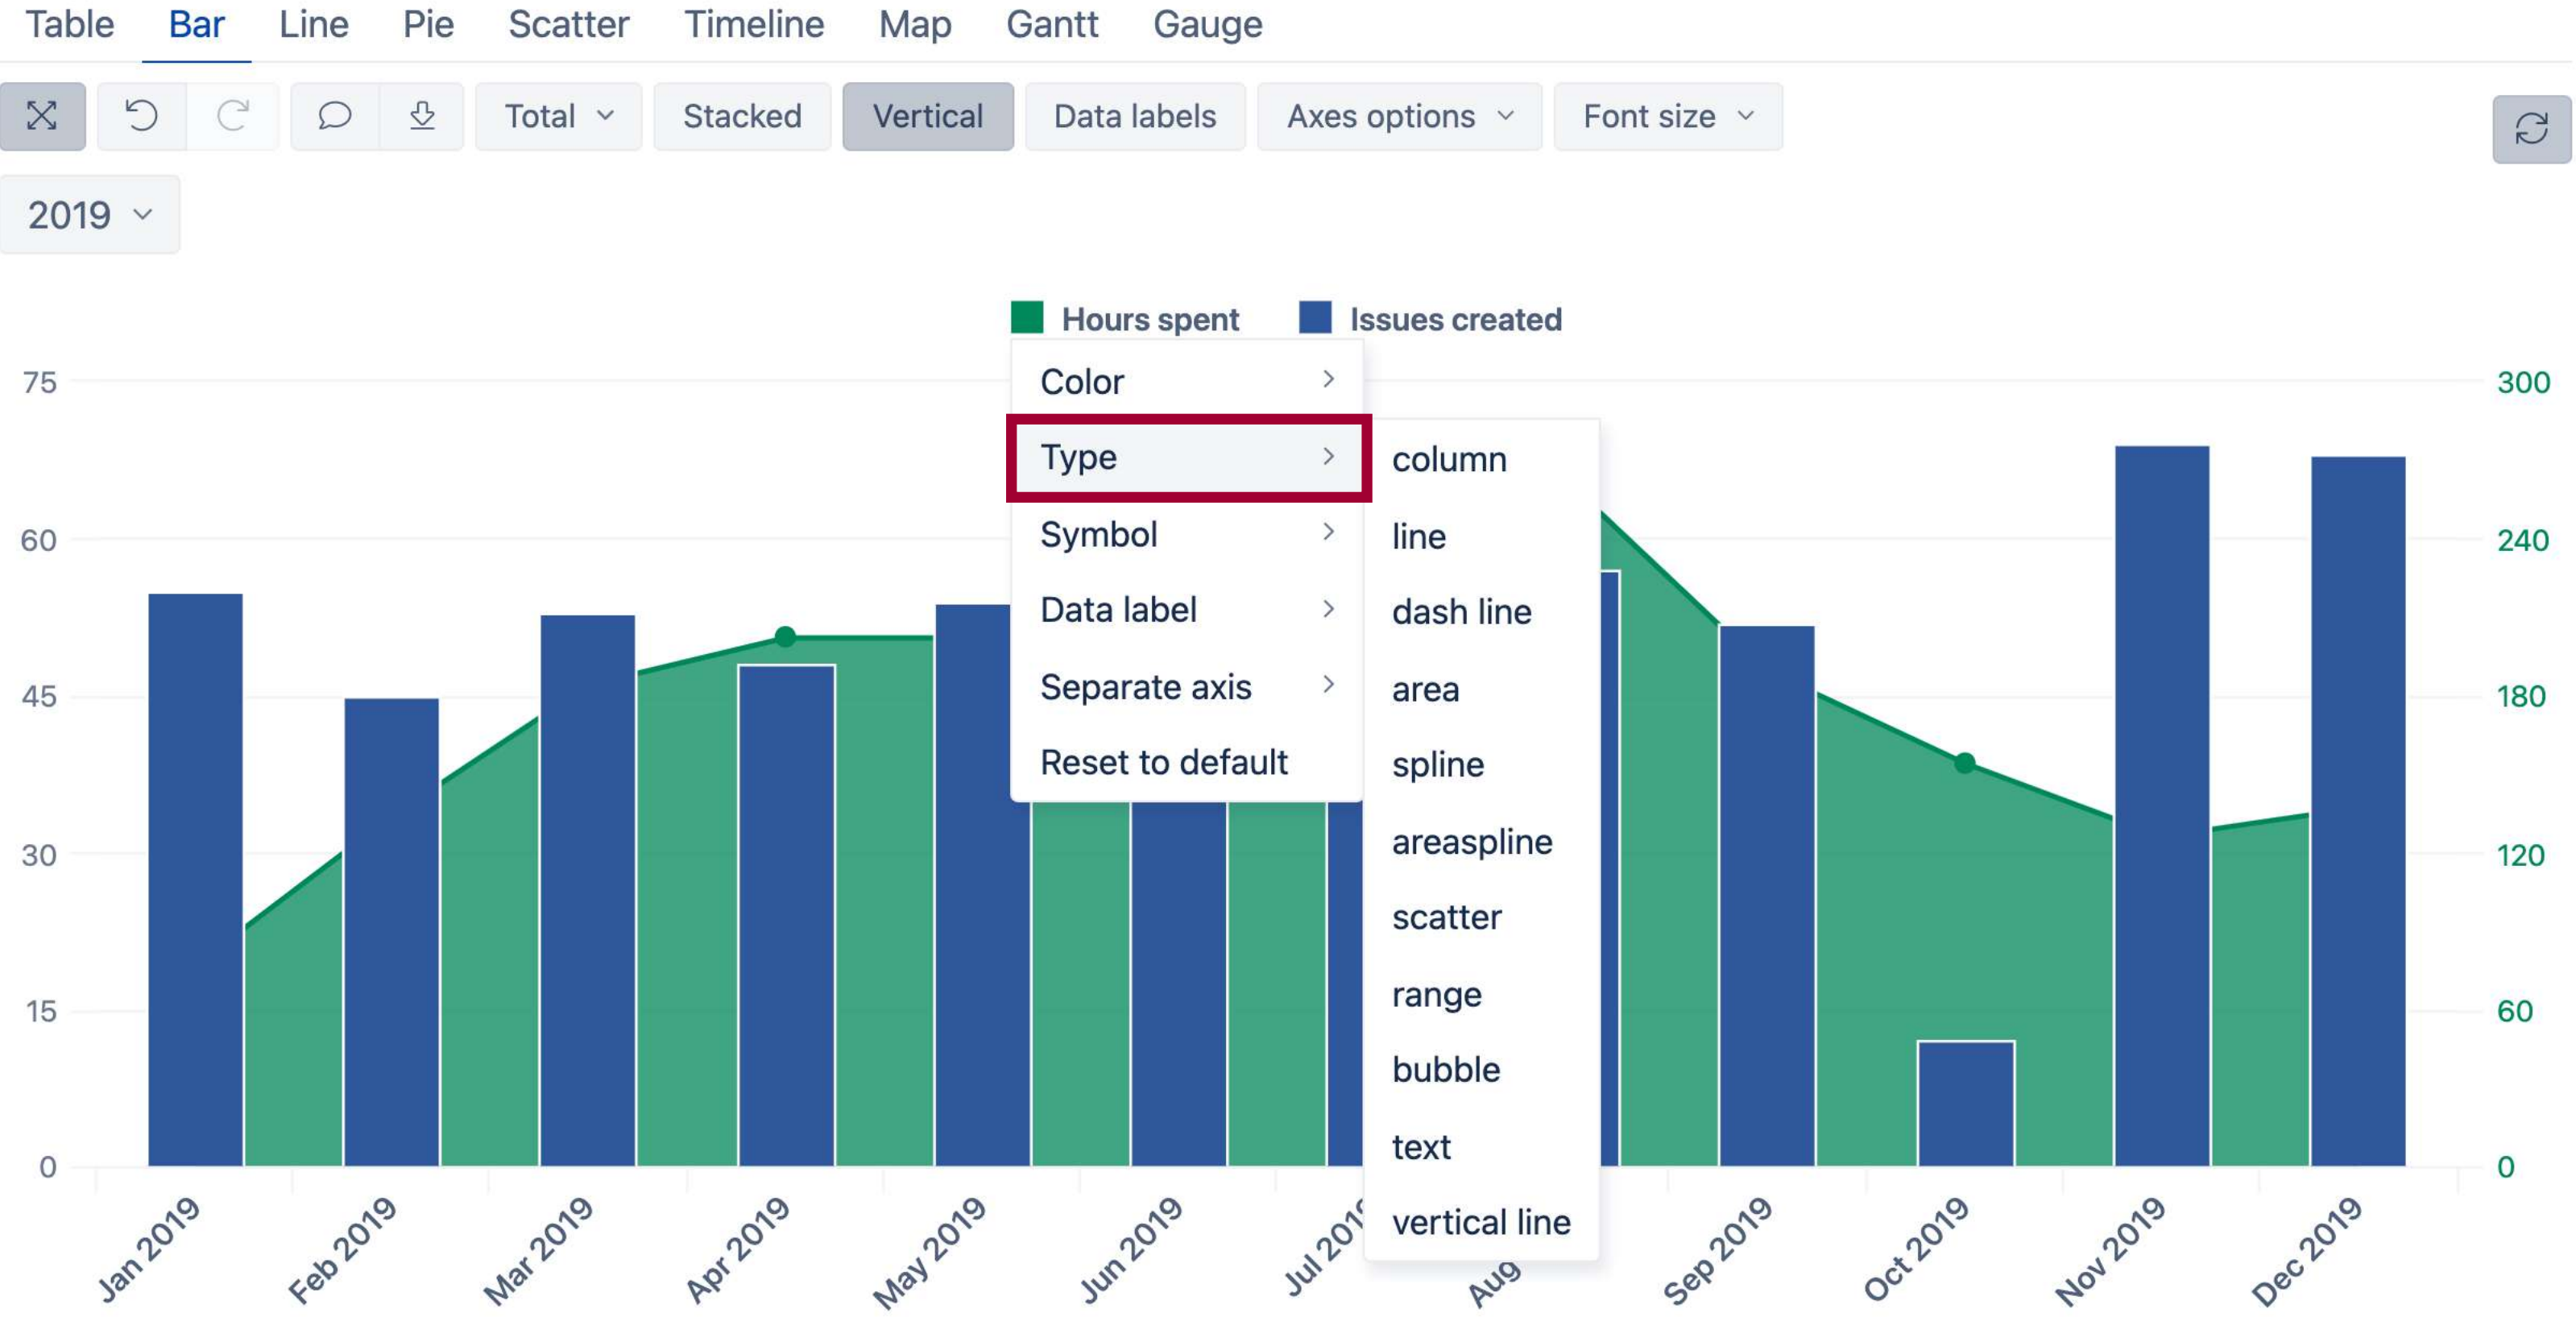 Table Bar Line Pie Scatter Timeline Map Gantt Gauge
Total Stacked Vertical Data labels Axes options Font size
2019
Hours spent Issues created
Color
Type
Symbol
Data label
Separate axis
Reset to default
column
line
dash line
area
spline
areaspline
scatter
range
bubble
text
vertical line
75
60
45
30
15
0
300
240
180
120
60
0
Jan 2019 Feb 2019 Mar 2019 Apr 2019 May 2019 Jun 2019 Jul 201 Aug Sep 2019 Oct 2019 Nov 2019 Dec 2019